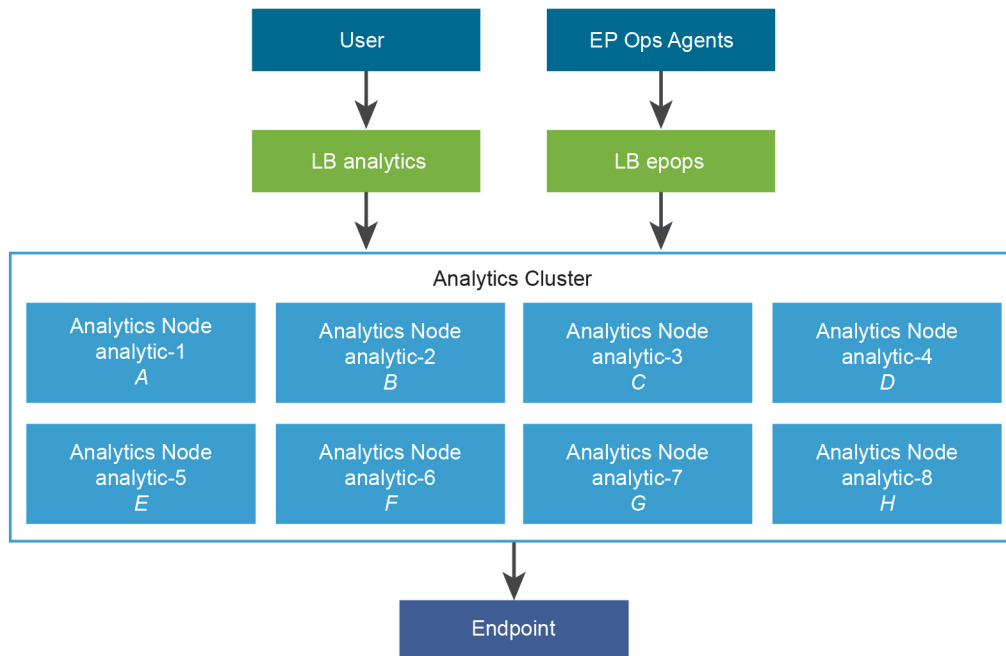 User
EP Ops Agents
LB analytics
LB epops
Analytics Cluster
Analytics Node
analytic-1
A
Analytics Node
analytic-2
B
Analytics Node
analytic-3
C
Analytics Node
analytic-4
D
Analytics Node
analytic-5
E
Analytics Node
analytic-6
F
Analytics Node
analytic-7
G
Analytics Node
analytic-8
H
Endpoint